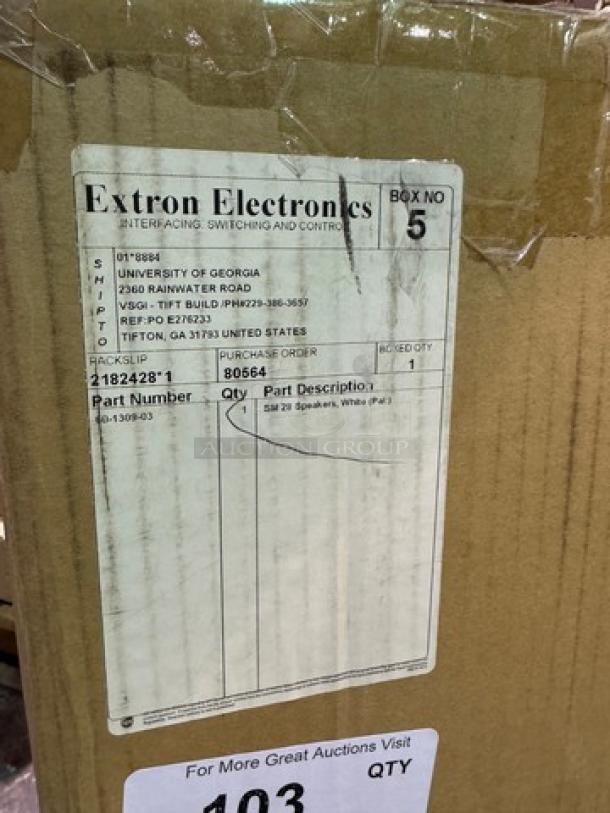 Extron Electronics
INTERFACING, SWITCHING AND CONTROL
BOX NO
5
SHIP TO
01*8884
UNIVERSITY OF GEORGIA
2360 RAINWATER ROAD
VSGI - TIFT BUILD /PH#229-386-3657
REF:PO E276233
TIFTON, GA 31793 UNITED STATES
PACKSLIP
2182428*1
PURCHASE ORDER
80564
BOXED QTY
1
Part Number Qty Part Description
60-1309-03 1 SM 28 Speakers, White (Pair)
AUCTION GROUP
For More Great Auctions Visit
103
QTY